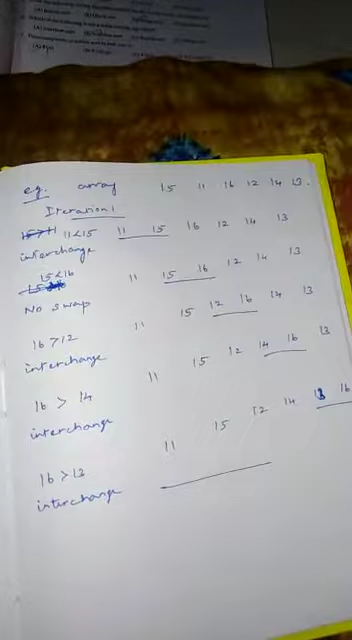 e.g. array 15 11 16 12 14 13.
Iteration 1
15>11 11<15 11 15 16 12 14 13
interchange
15<16 11 15 16 12 14 13
No swap
16>12 11 15 12 16 14 13
interchange
16 > 14 11 15 12 14 16 13
interchange
16>13 11 15 12 14 13 16
interchange